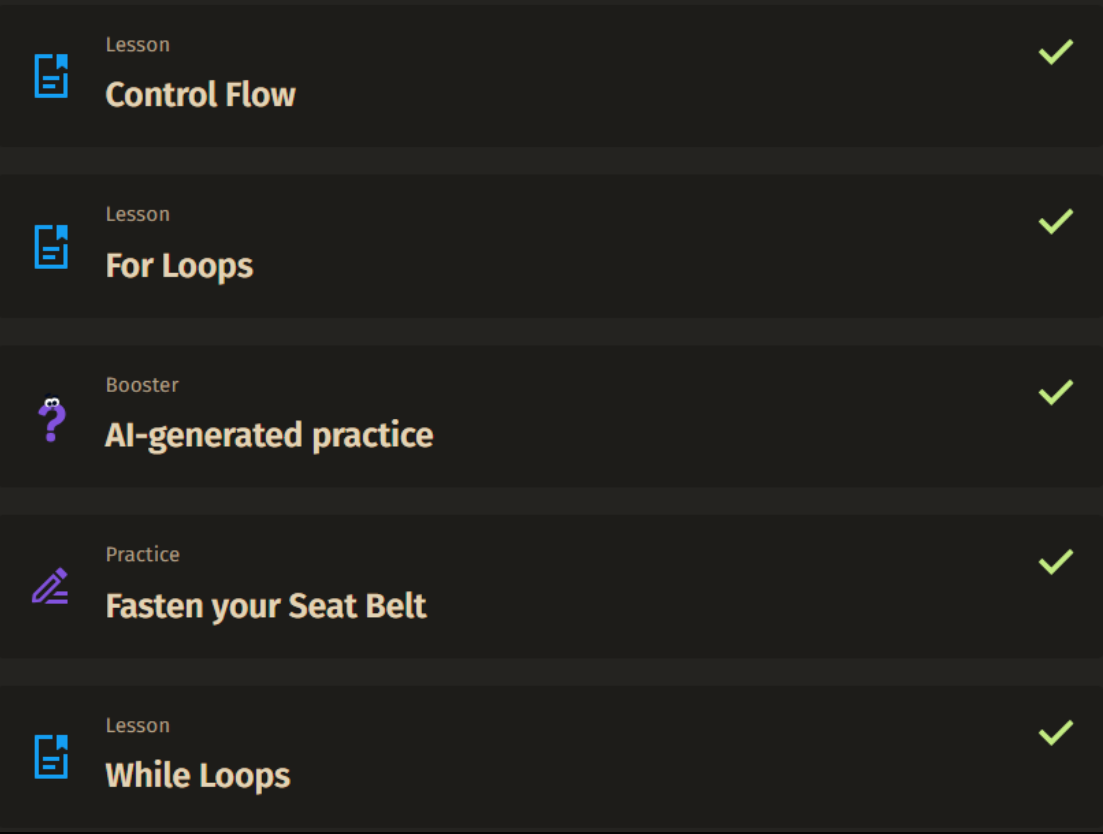 Lesson
Control Flow
Lesson
For Loops
Booster
AI-generated practice
Practice
Fasten your Seat Belt
Lesson
While Loops